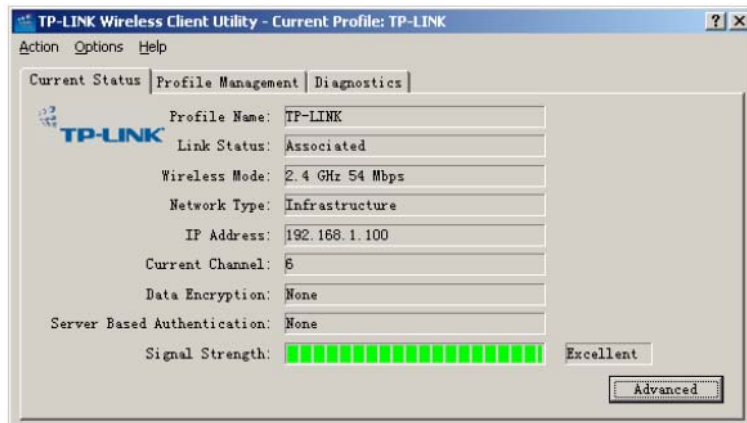 TP-LINK Wireless Client Utility - Current Profile: TP-LINK
Action Options Help
Current Status Profile Management Diagnostics
TP-LINK
Profile Name: TP-LINK
Link Status: Associated
Wireless Mode: 2.4 GHz 54 Mbps
Network Type: Infrastructure
IP Address: 192.168.1.100
Current Channel: 6
Data Encryption: None
Server Based Authentication: None
Signal Strength: Excellent
Advanced